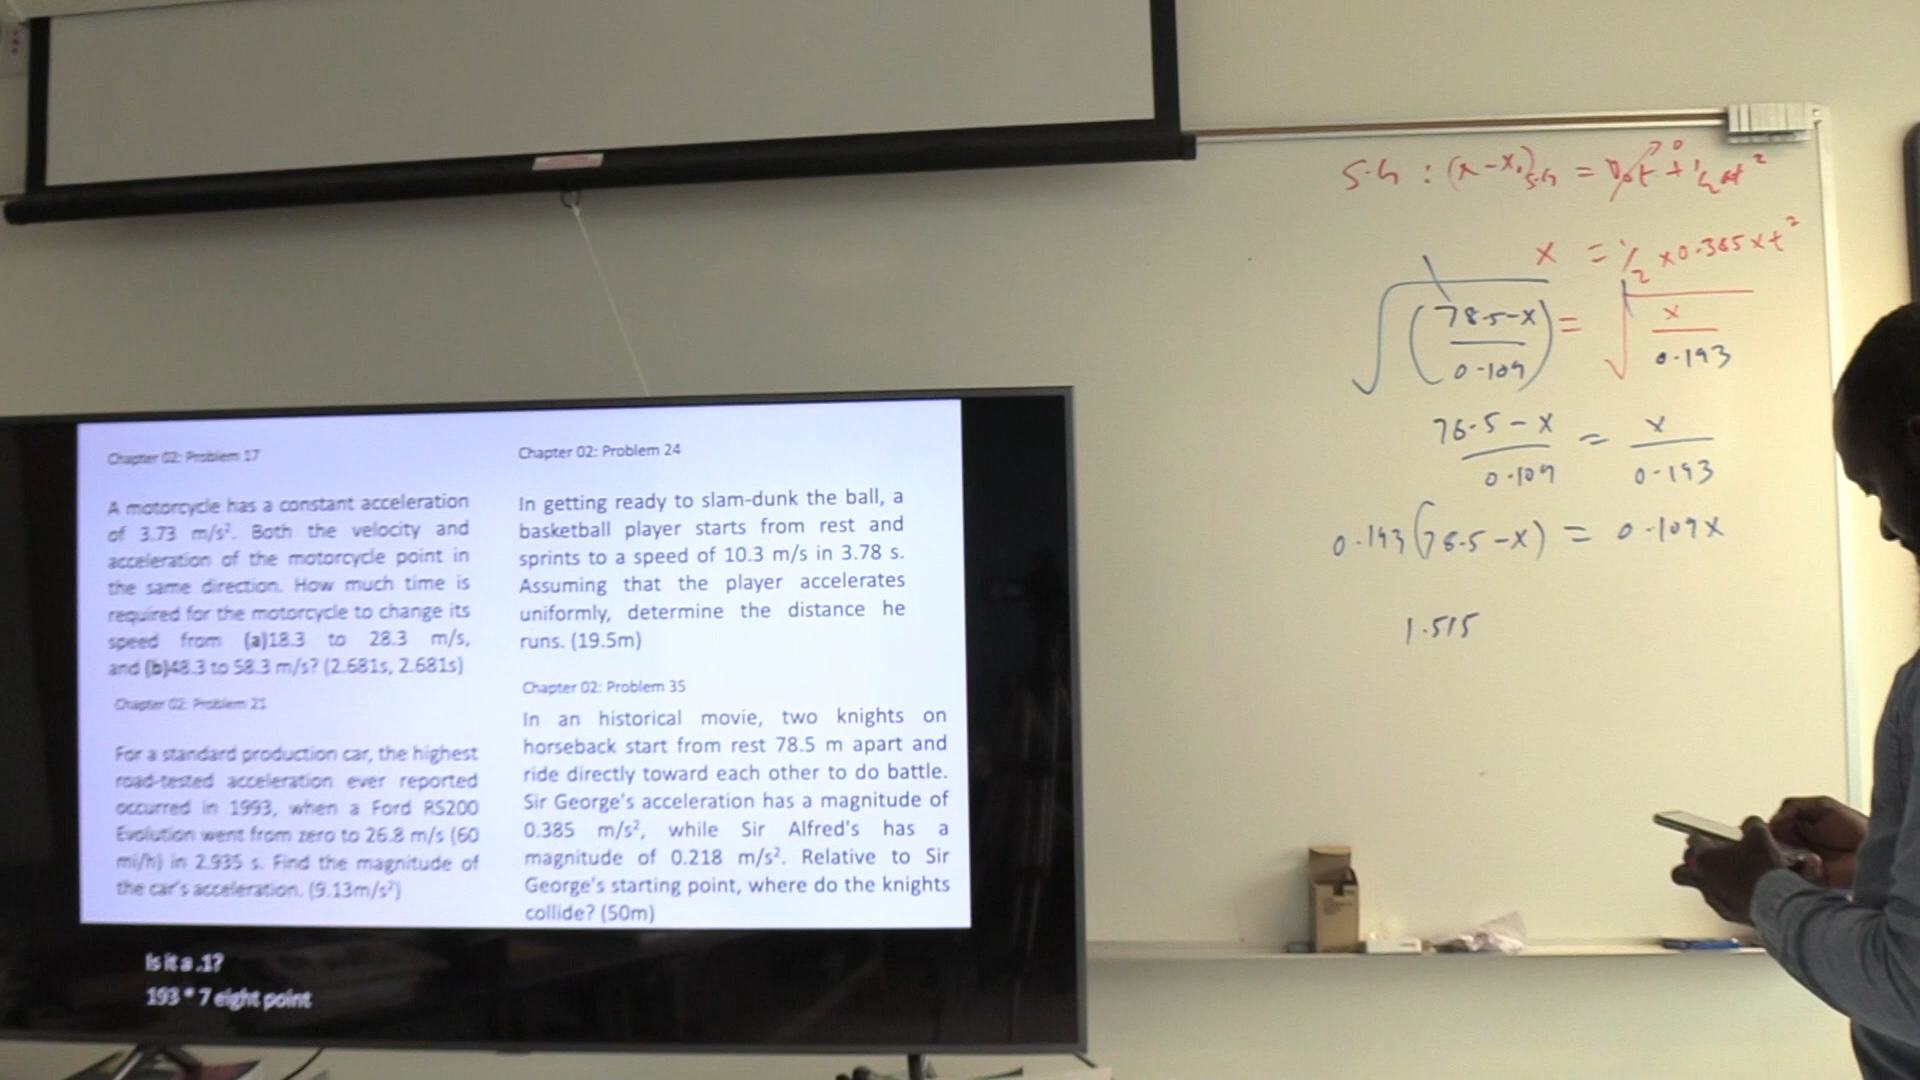 Chapter 02: Problem 17
A motorcycle has a constant acceleration
of 3.73 m/s². Both the velocity and
acceleration of the motorcycle point in
the same direction. How much time is
required for the motorcycle to change its
speed from (a)18.3 to 28.3 m/s,
and (b)48.3 to 58.3 m/s? (2.681s, 2.681s)
Chapter 02: Problem 21
For a standard production car, the highest
road-tested acceleration ever reported
occurred in 1993, when a Ford RS200
Evolution went from zero to 26.8 m/s (60
mi/h) in 2.935 s. Find the magnitude of
the car's acceleration. (9.13m/s²)
Chapter 02: Problem 24
In getting ready to slam-dunk the ball, a
basketball player starts from rest and
sprints to a speed of 10.3 m/s in 3.78 s.
Assuming that the player accelerates
uniformly, determine the distance he
runs. (19.5m)
Chapter 02: Problem 35
In an historical movie, two knights on
horseback start from rest 78.5 m apart and
ride directly toward each other to do battle.
Sir George's acceleration has a magnitude of
0.385 m/s², while Sir Alfred's has a
magnitude of 0.218 m/s². Relative to Sir
George's starting point, where do the knights
collide? (50m)
Is it a .1?
193 * 7 eight point
x = 1/2 x0.385xt²
√((78.5-x)/0.109) = √(x/0.193)
(78.5-x)/0.109 = x/0.193
0.193(78.5-x) = 0.109x
1.515